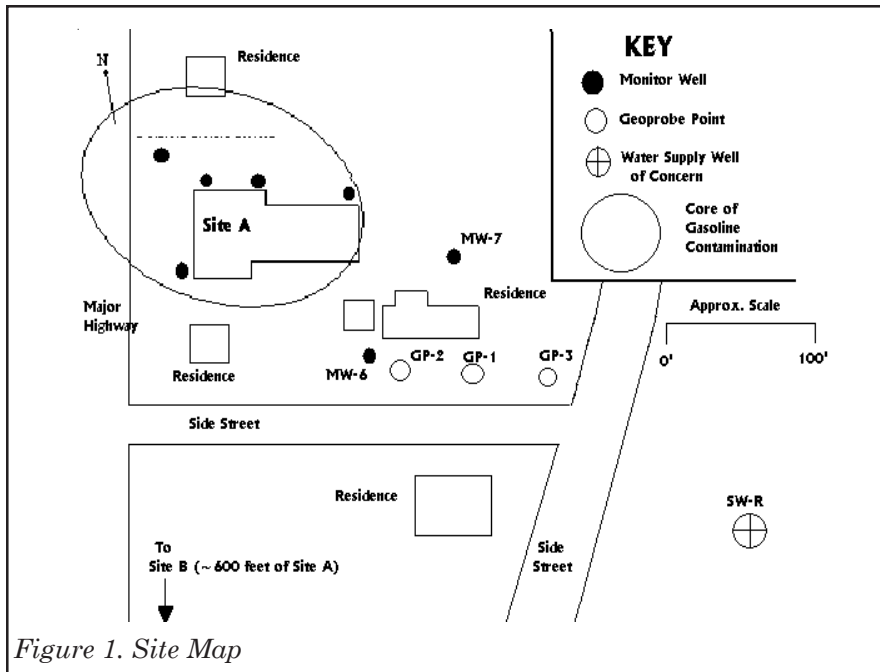 N
Residence
KEY
Monitor Well
Geoprobe Point
Water Supply Well
of Concern
Core of
Gasoline
Contamination
Site A
MW-7
Residence
Major
Highway
Approx. Scale
0'
100'
Residence
MW-6
GP-2
GP-1
GP-3
Side Street
Residence
SW-R
To
Site B (~600 feet of Site A)
Side
Street
Figure 1. Site Map